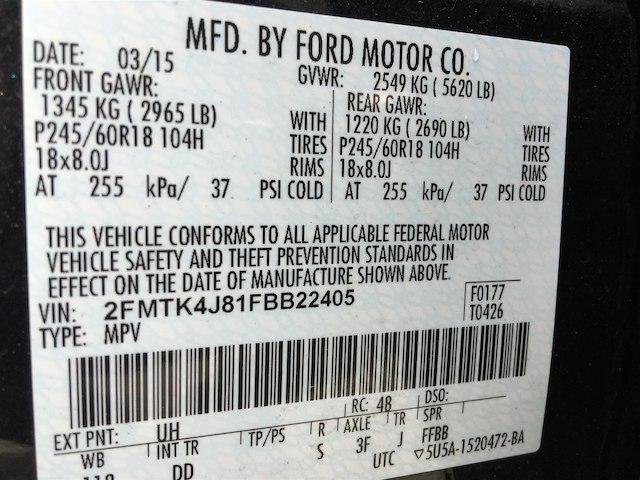 MFD. BY FORD MOTOR CO.
DATE: 03/15 GVWR: 2549 KG ( 5620 LB)
FRONT GAWR: REAR GAWR:
1345 KG ( 2965 LB) WITH 1220 KG ( 2690 LB) WITH
P245/60R18 104H TIRES P245/60R18 104H TIRES
18x8.0J RIMS 18x8.0J RIMS
AT 255 kPa/ 37 PSI COLD AT 255 kPa/ 37 PSI COLD
THIS VEHICLE CONFORMS TO ALL APPLICABLE FEDERAL MOTOR
VEHICLE SAFETY AND THEFT PREVENTION STANDARDS IN
EFFECT ON THE DATE OF MANUFACTURE SHOWN ABOVE.
VIN: 2FMTK4J81FBB22405 F0177
TYPE: MPV T0426
EXT PNT: UH RC: 48 DSO:
WB INT TR TP/PS R AXLE TR SPR
DD S 3F J FFBB
UTC ▽5U5A-1520472-BA